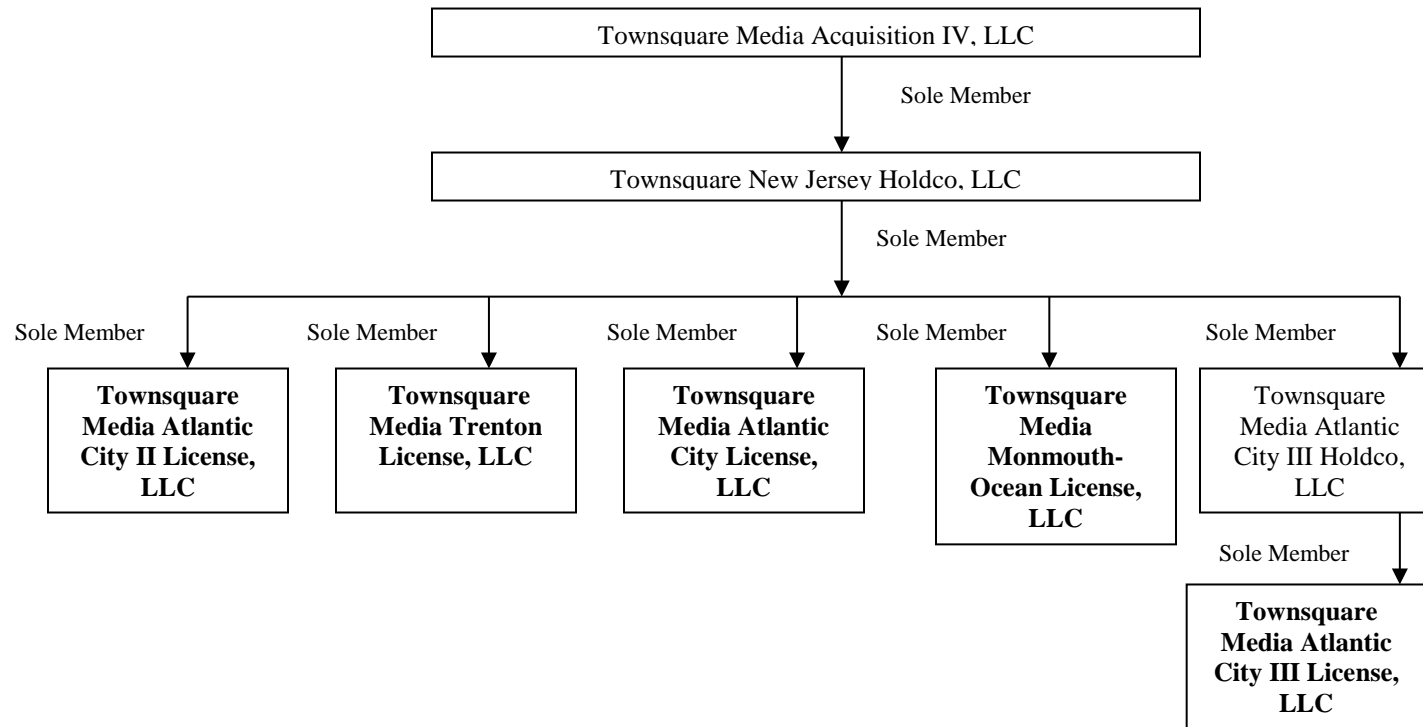 Townsquare Media Acquisition IV, LLC
Sole Member
Townsquare New Jersey Holdco, LLC
Sole Member
Sole Member
Sole Member
Sole Member
Sole Member
Sole Member
Townsquare
Media Atlantic
City II License,
LLC
Townsquare
Media Trenton
License, LLC
Townsquare
Media Atlantic
City License,
LLC
Townsquare
Media
Monmouth-
Ocean License,
LLC
Townsquare
Media Atlantic
City III Holdco,
LLC
Sole Member
Townsquare
Media Atlantic
City III License,
LLC